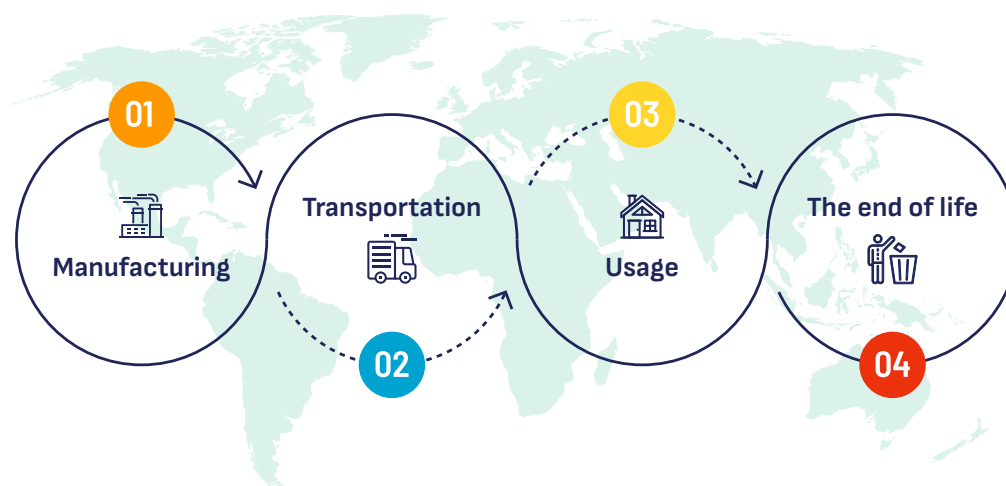 01
Manufacturing
Transportation
02
03
Usage
The end of life
04